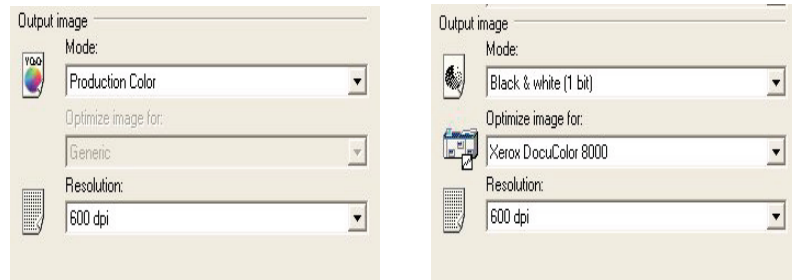 Output image
Mode:
Production Color
Optimize image for:
Generic
Resolution:
600 dpi
Output image
Mode:
Black & white (1 bit)
Optimize image for:
Xerox DocuColor 8000
Resolution:
600 dpi